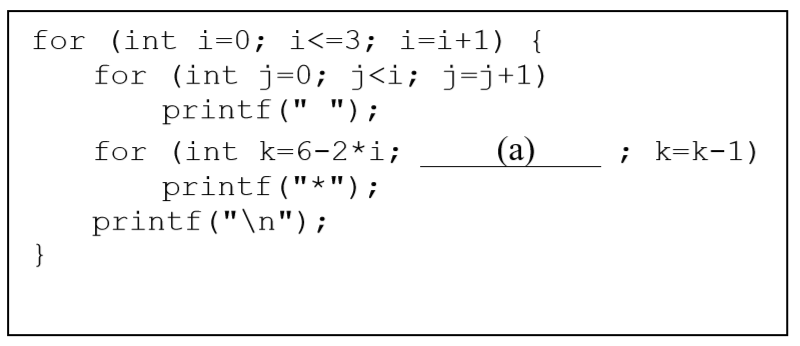 for (int i=0; i<=3; i=i+1) {
for (int j=0; j<i; j=j+1)
printf(" ");
for (int k=6-2*i; (a) ; k=k-1)
printf("*");
printf("\n");
}